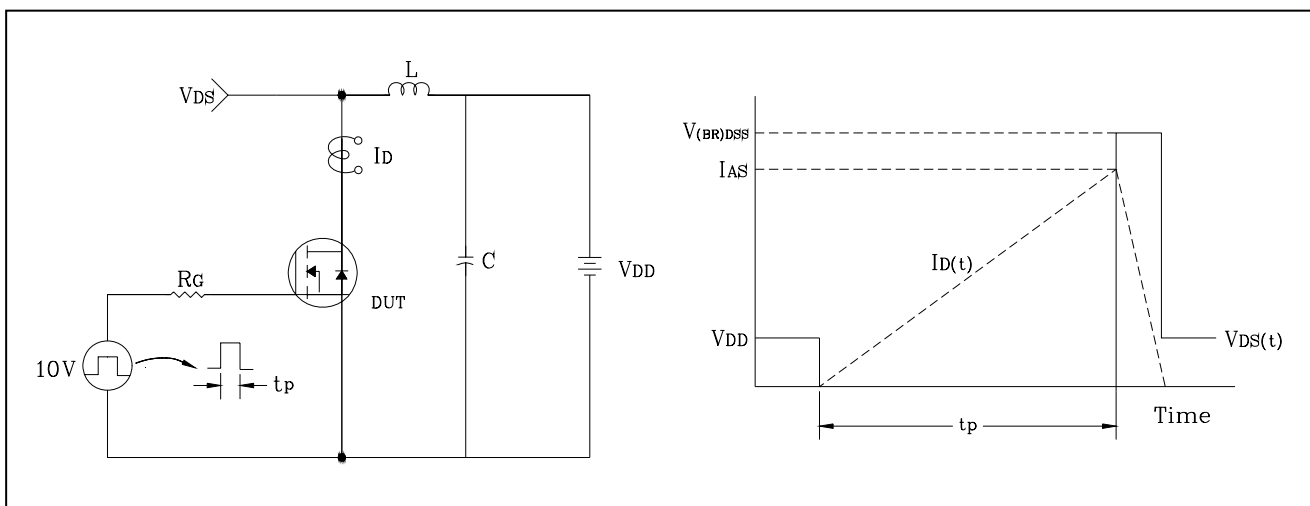 L
VDS
ID
RG
DUT
C
VDD
10V
tp
V(BR)DSS
IAS
ID(t)
VDD
VDS(t)
tp
Time